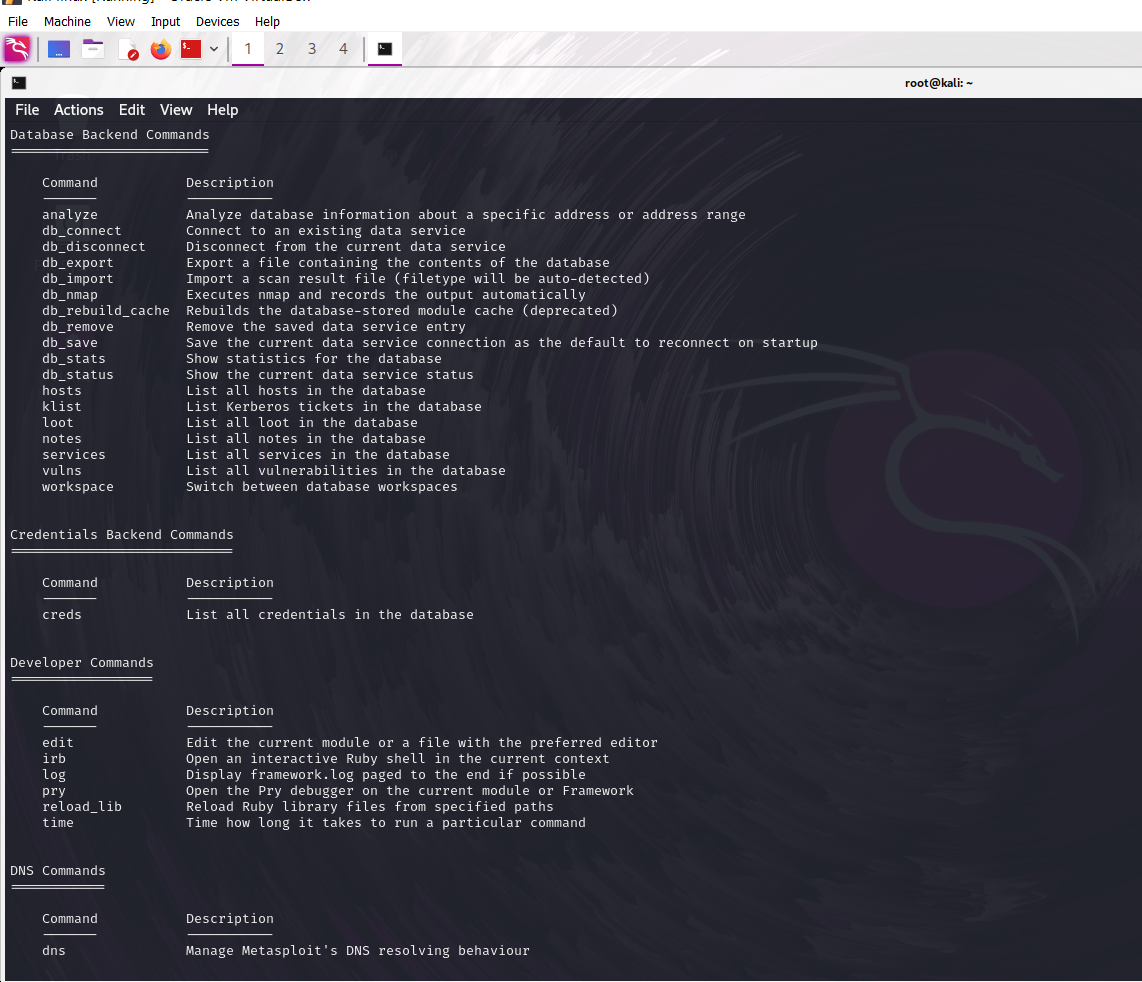 File Machine View Input Devices Help
1 2 3 4
root@kali: ~
File Actions Edit View Help
Database Backend Commands
=========================
Command Description
------- -----------
analyze Analyze database information about a specific address or address range
db_connect Connect to an existing data service
db_disconnect Disconnect from the current data service
db_export Export a file containing the contents of the database
db_import Import a scan result file (filetype will be auto-detected)
db_nmap Executes nmap and records the output automatically
db_rebuild_cache Rebuilds the database-stored module cache (deprecated)
db_remove Remove the saved data service entry
db_save Save the current data service connection as the default to reconnect on startup
db_stats Show statistics for the database
db_status Show the current data service status
hosts List all hosts in the database
klist List Kerberos tickets in the database
loot List all loot in the database
notes List all notes in the database
services List all services in the database
vulns List all vulnerabilities in the database
workspace Switch between database workspaces
Credentials Backend Commands
============================
Command Description
------- -----------
creds List all credentials in the database
Developer Commands
==================
Command Description
------- -----------
edit Edit the current module or a file with the preferred editor
irb Open an interactive Ruby shell in the current context
log Display framework.log paged to the end if possible
pry Open the Pry debugger on the current module or Framework
reload_lib Reload Ruby library files from specified paths
time Time how long it takes to run a particular command
DNS Commands
============
Command Description
------- -----------
dns Manage Metasploit's DNS resolving behaviour